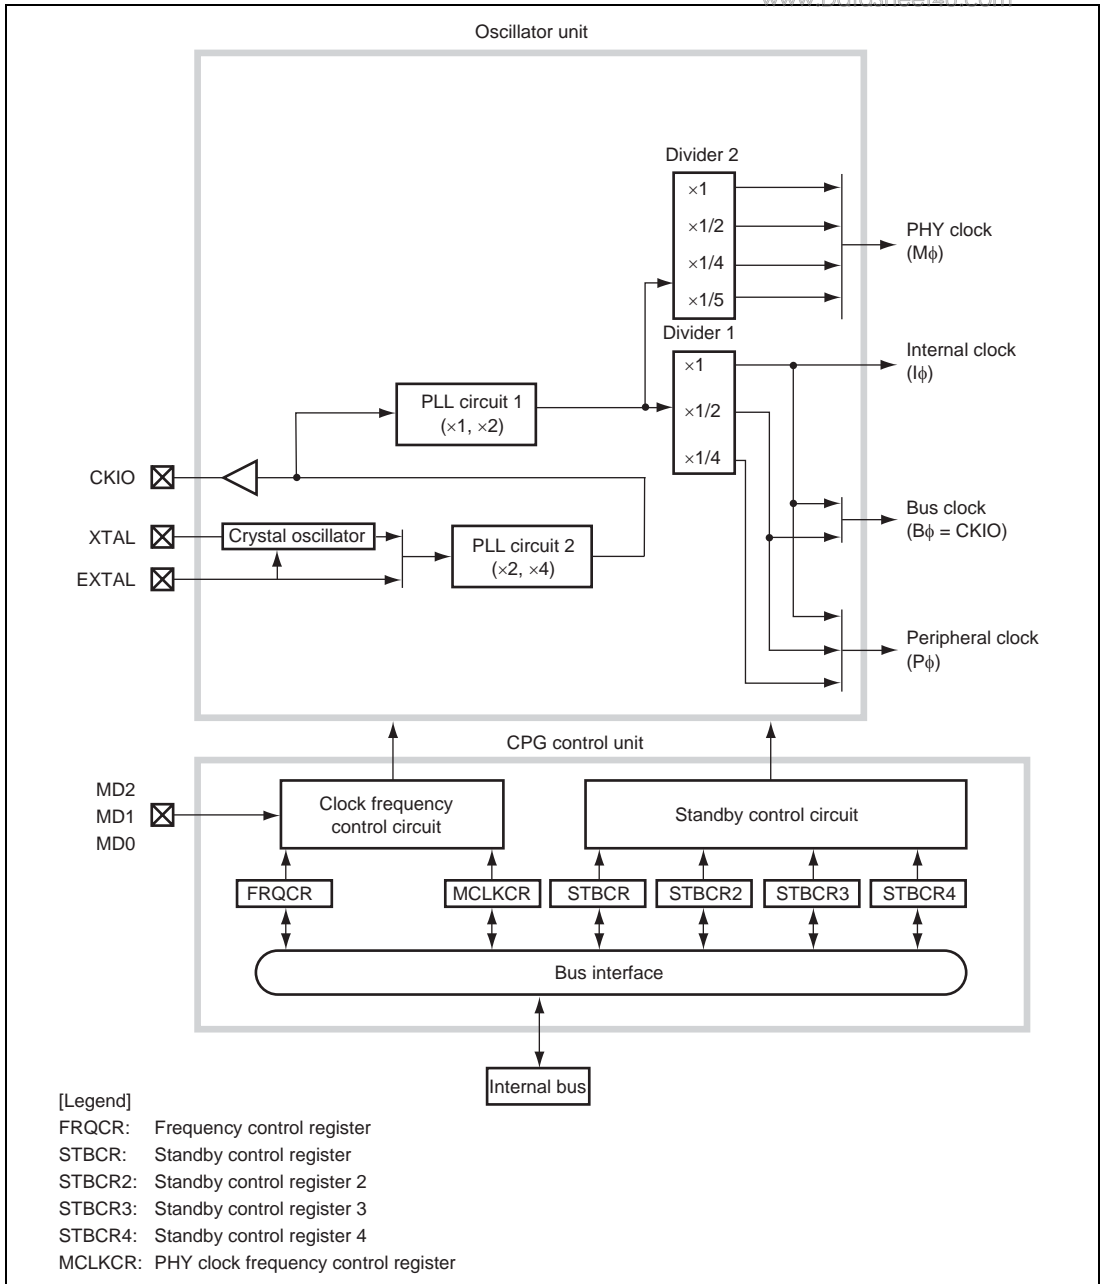 Oscillator unit
Divider 2
×1
×1/2
×1/4
×1/5
PHY clock
(Mϕ)
Divider 1
×1
×1/2
×1/4
Internal clock
(Iϕ)
PLL circuit 1
(×1, ×2)
CKIO
XTAL
EXTAL
Crystal oscillator
PLL circuit 2
(×2, ×4)
Bus clock
(Bϕ = CKIO)
Peripheral clock
(Pϕ)
CPG control unit
MD2
MD1
MD0
Clock frequency
control circuit
Standby control circuit
FRQCR
MCLKCR
STBCR
STBCR2
STBCR3
STBCR4
Bus interface
Internal bus
[Legend]
FRQCR: Frequency control register
STBCR: Standby control register
STBCR2: Standby control register 2
STBCR3: Standby control register 3
STBCR4: Standby control register 4
MCLKCR: PHY clock frequency control register